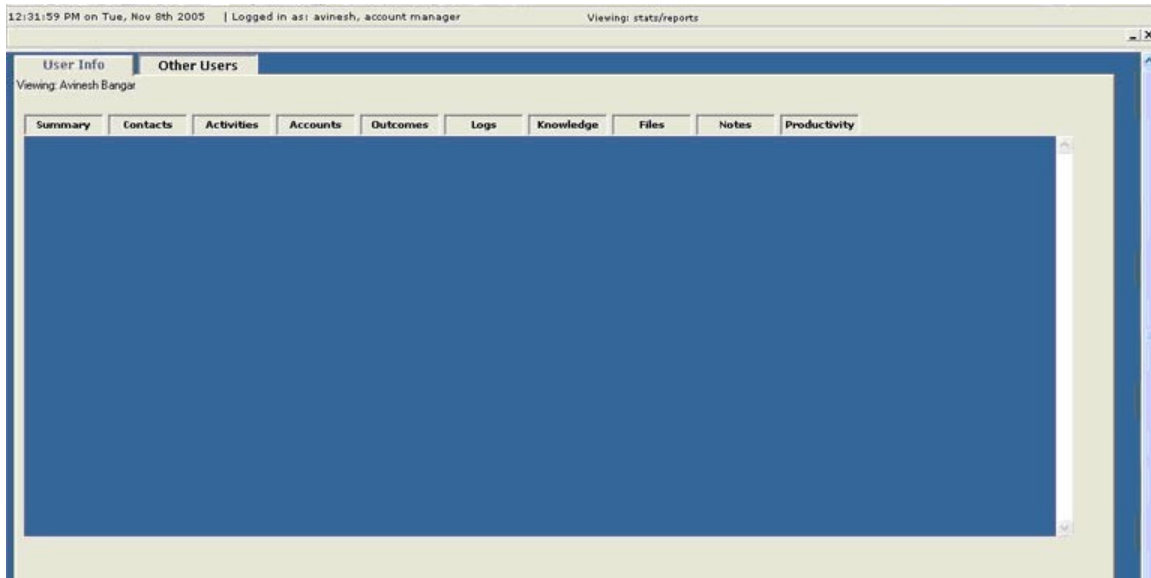 12:31:59 PM on Tue, Nov 8th 2005 | Logged in as: avinesh, account manager Viewing: stats/reports
User Info Other Users
Viewing: Avinesh Bangar
Summary Contacts Activities Accounts Outcomes Logs Knowledge Files Notes Productivity